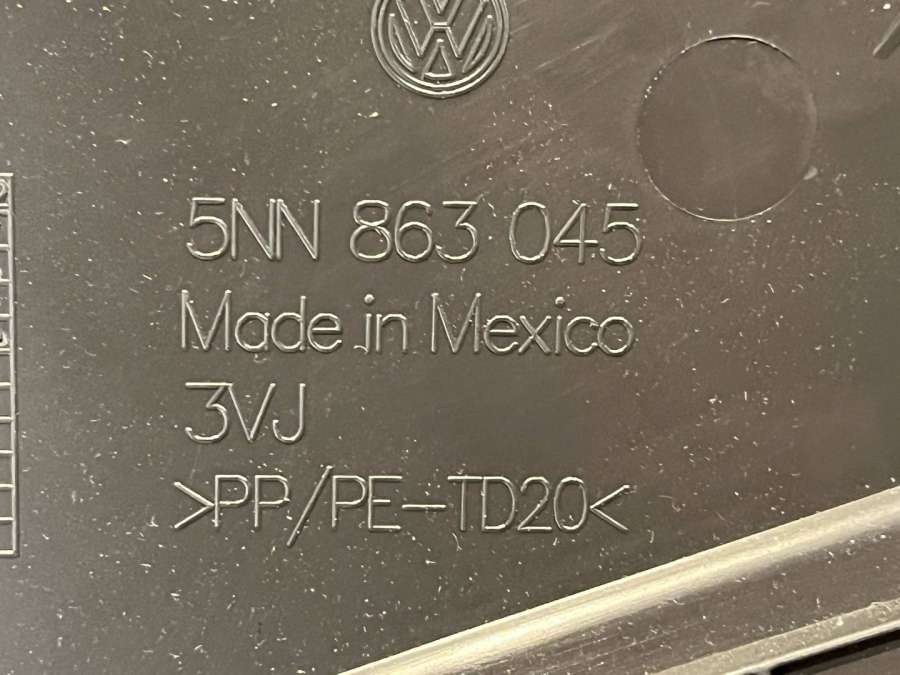 5NN 863 045
Made in Mexico
3VJ
>PP/PE-TD20<